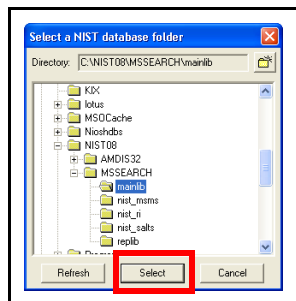 Select a NIST database folder
Directory: C:\NIST08\MSSEARCH\mainlib
KIX
lotus
MSOCache
Nioshdbs
NIST08
AMDIS32
MSSEARCH
mainlib
nist_msms
nist_ri
nist_salts
replib
Refresh Select Cancel